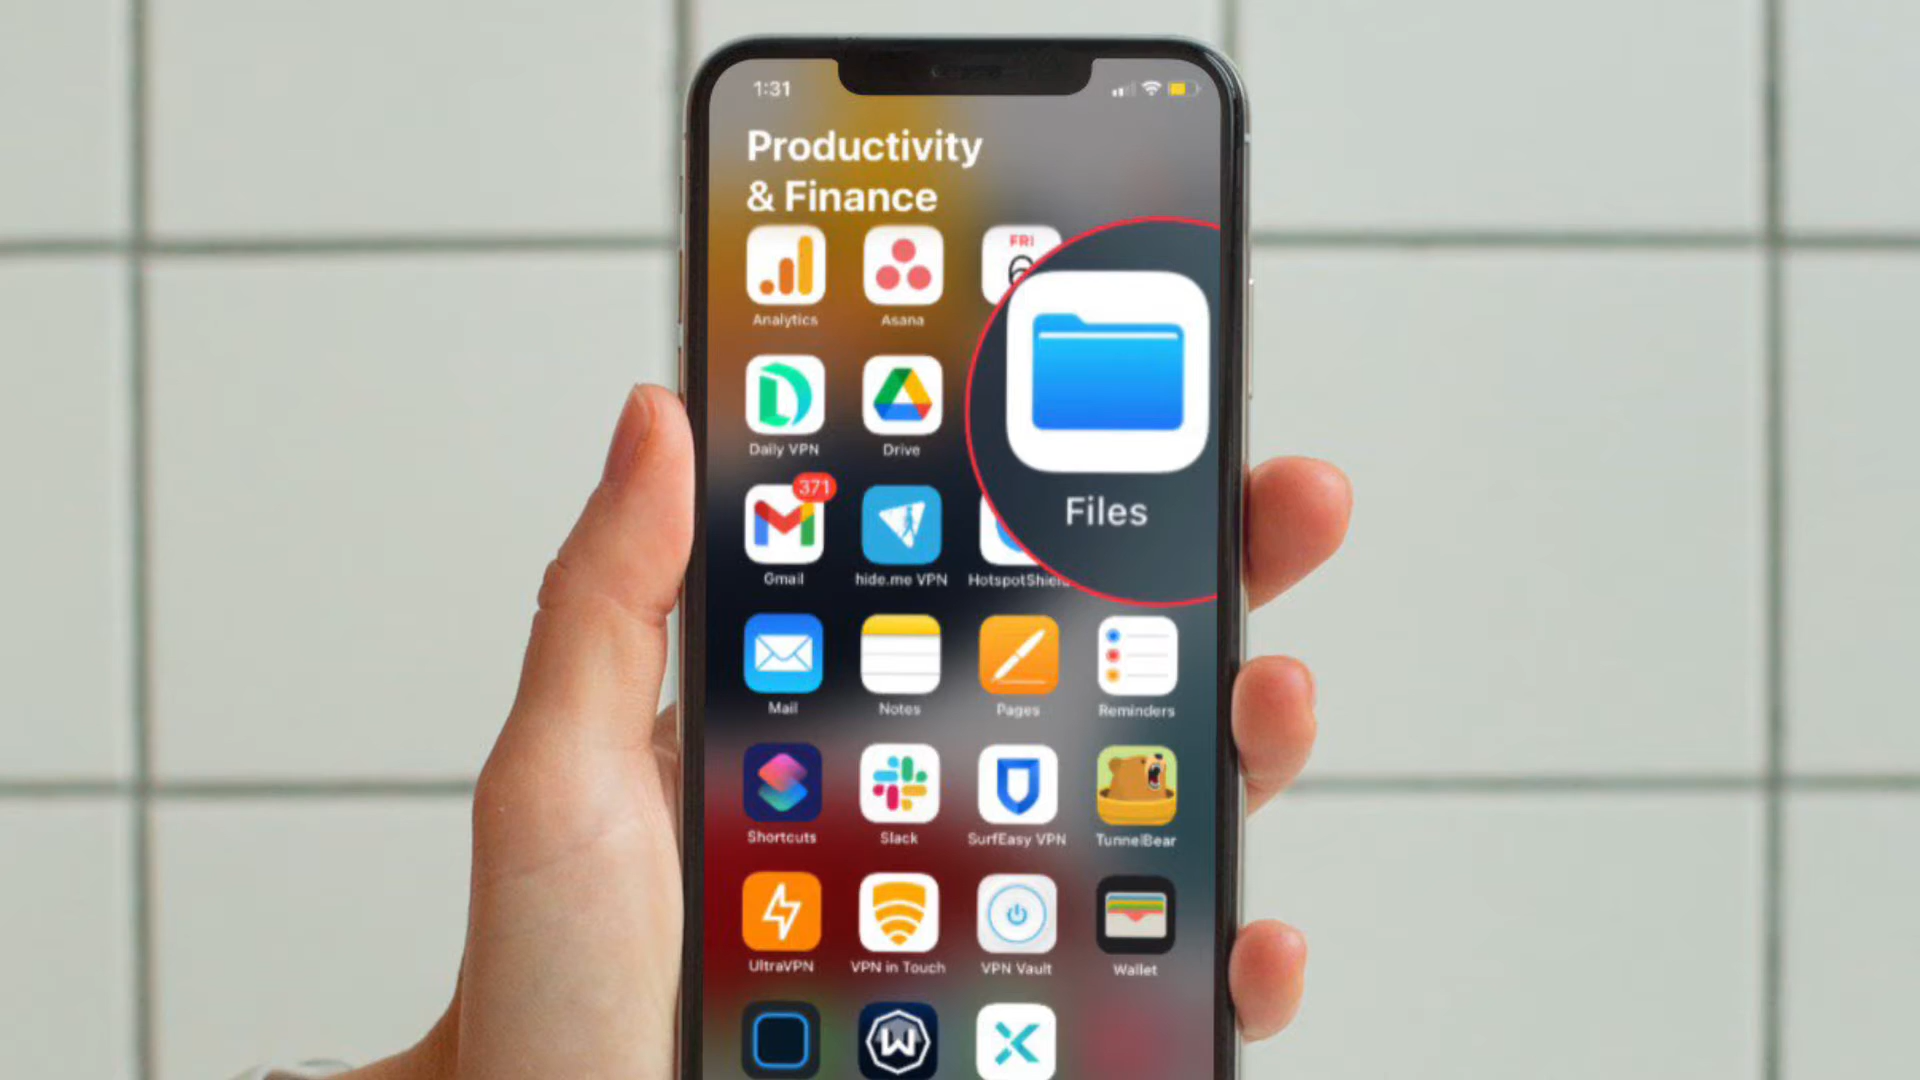 1:31
Productivity
& Finance
FRI
6
Analytics
Asana
Daily VPN
Drive
Files
371
Gmail
hide.me VPN
HotspotShield
Mail
Notes
Pages
Reminders
Shortcuts
Slack
SurfEasy VPN
TunnelBear
UltraVPN
VPN in Touch
VPN Vault
Wallet
W